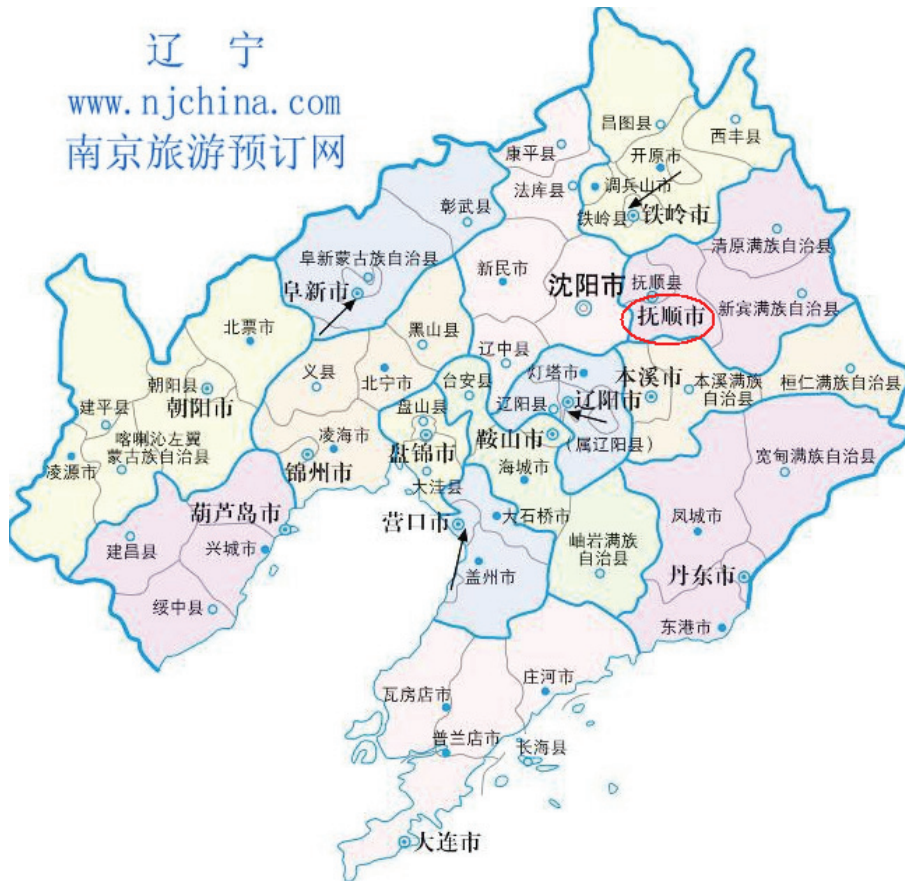 辽 宁
www.njchina.com
南京旅游预订网
昌图县
西丰县
康平县
开原市
调兵山市
法库县
铁岭县
铁岭市
彰武县
清原满族自治县
阜新蒙古族自治县
新民市
抚顺县
阜新市
沈阳市
新宾满族自治县
抚顺市
北票市
黑山县
辽中县
义县
北宁市
台安县
灯塔市
本溪市
本溪满族
自治县
桓仁满族自治县
朝阳县
朝阳市
建平县
盘山县
辽阳县
辽阳市
喀喇沁左翼
蒙古族自治县
凌源市
凌海市
锦州市
盘锦市
鞍山市
(属辽阳县)
宽甸满族自治县
海城市
大洼县
葫芦岛市
营口市
大石桥市
凤城市
建昌县
兴城市
岫岩满族
自治县
盖州市
丹东市
绥中县
东港市
庄河市
瓦房店市
普兰店市
长海县
大连市